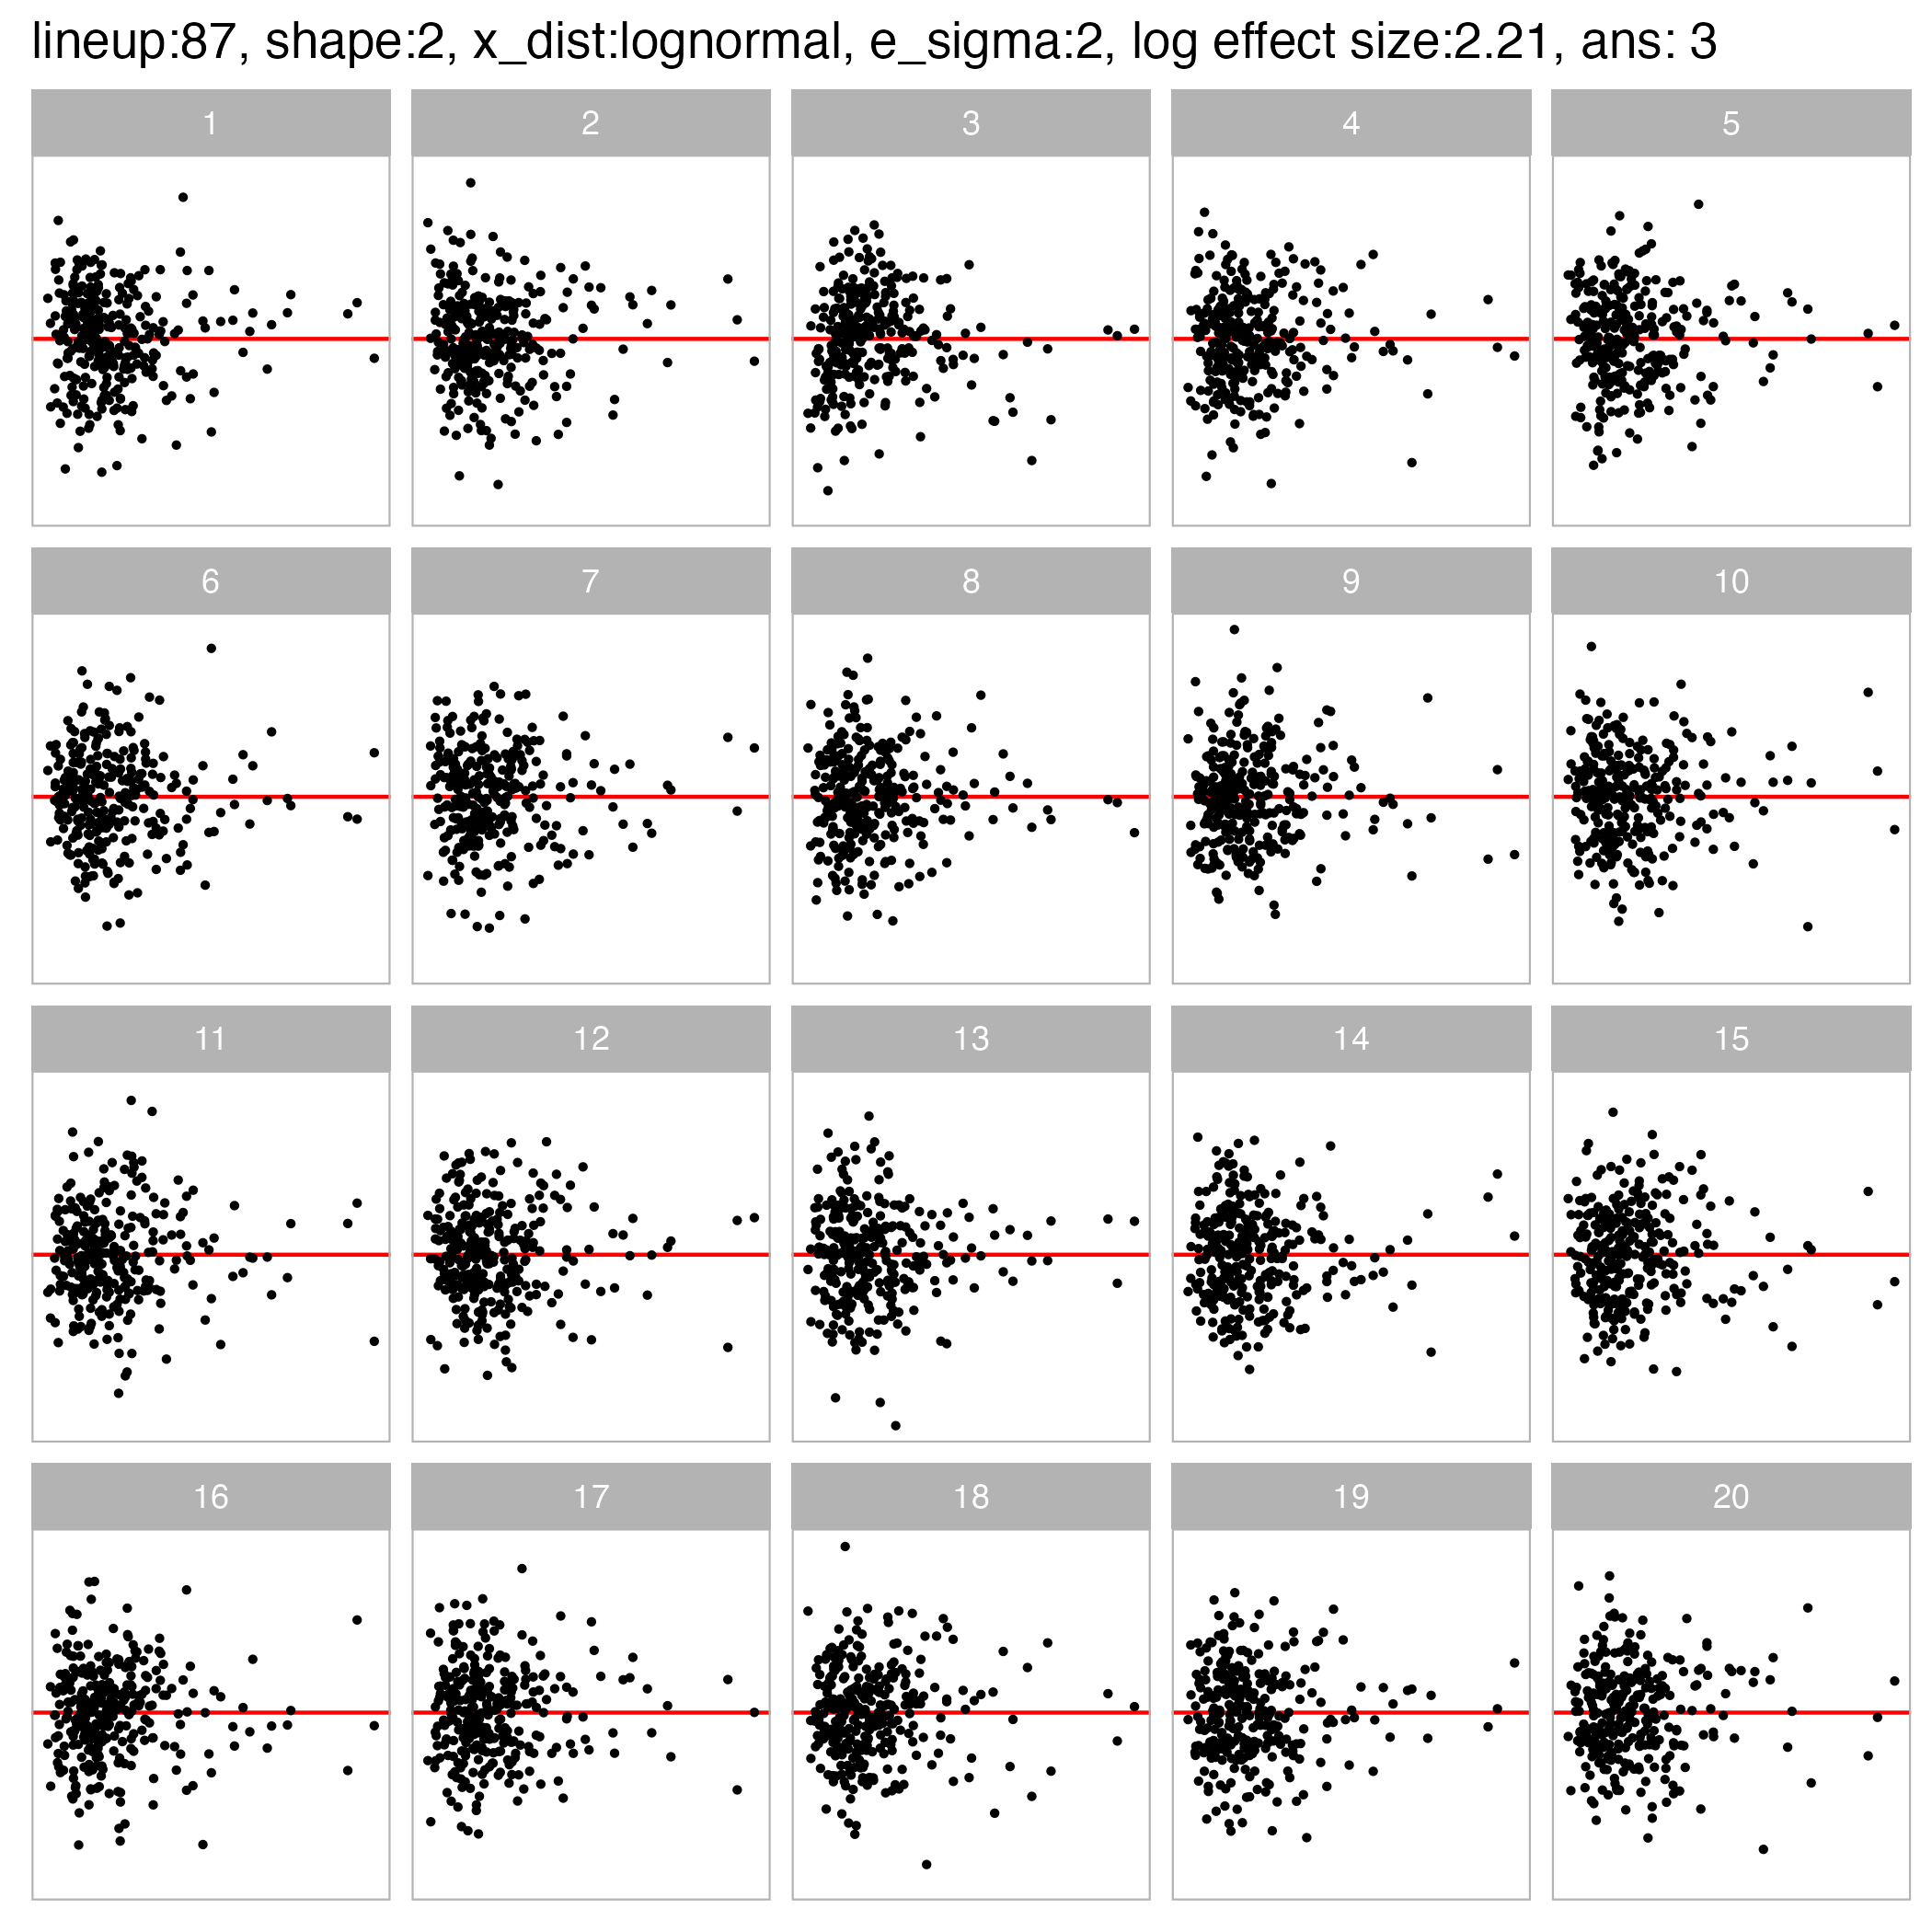 lineup:87, shape:2, x_dist:lognormal, e_sigma:2, log effect size:2.21, ans: 3
1 2 3 4 5
6 7 8 9 10
11 12 13 14 15
16 17 18 19 20